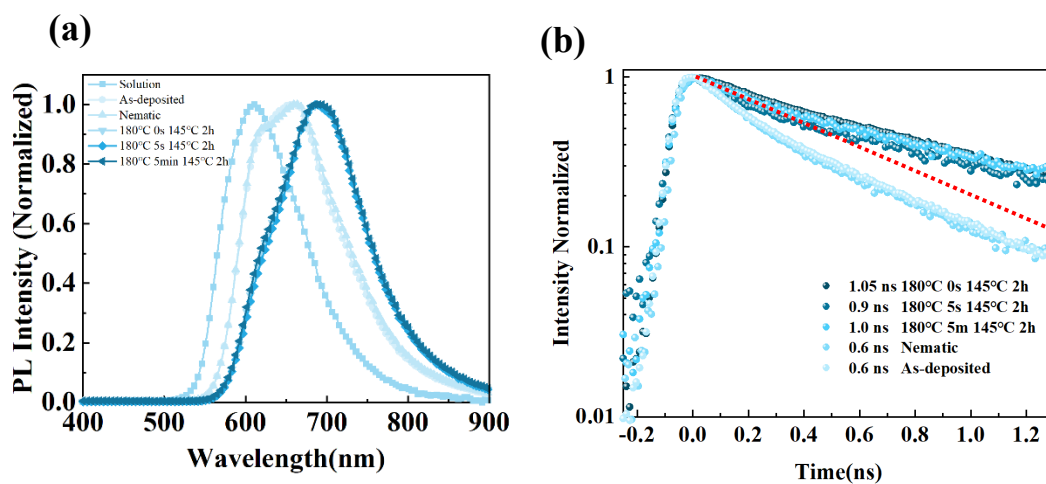 (a)
PL Intensity (Normalized)
1.0
0.8
0.6
0.4
0.2
0.0
Solution
As-deposited
Nematic
180°C 0s 145°C 2h
180°C 5s 145°C 2h
180°C 5min 145°C 2h
400 500 600 700 800 900
Wavelength(nm)
(b)
Intensity Normalized
1
0.1
0.01
1.05 ns 180°C 0s 145°C 2h
0.9 ns 180°C 5s 145°C 2h
1.0 ns 180°C 5m 145°C 2h
0.6 ns Nematic
0.6 ns As-deposited
-0.2 0.0 0.2 0.4 0.6 0.8 1.0 1.2
Time(ns)